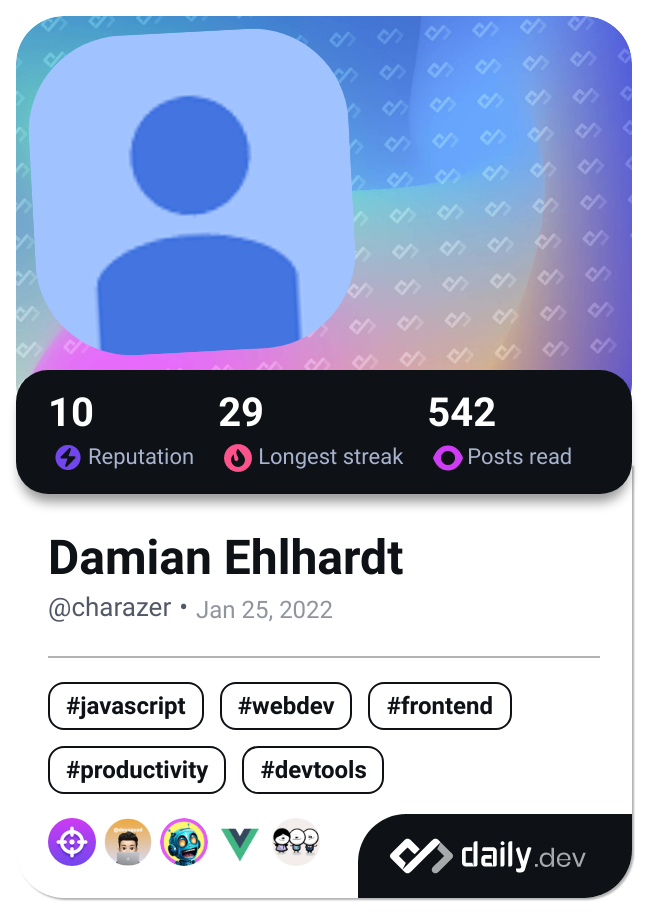 10 29 542
Reputation Longest streak Posts read
Damian Ehlhardt
@charazer • Jan 25, 2022
#javascript #webdev #frontend
#productivity #devtools
daily.dev